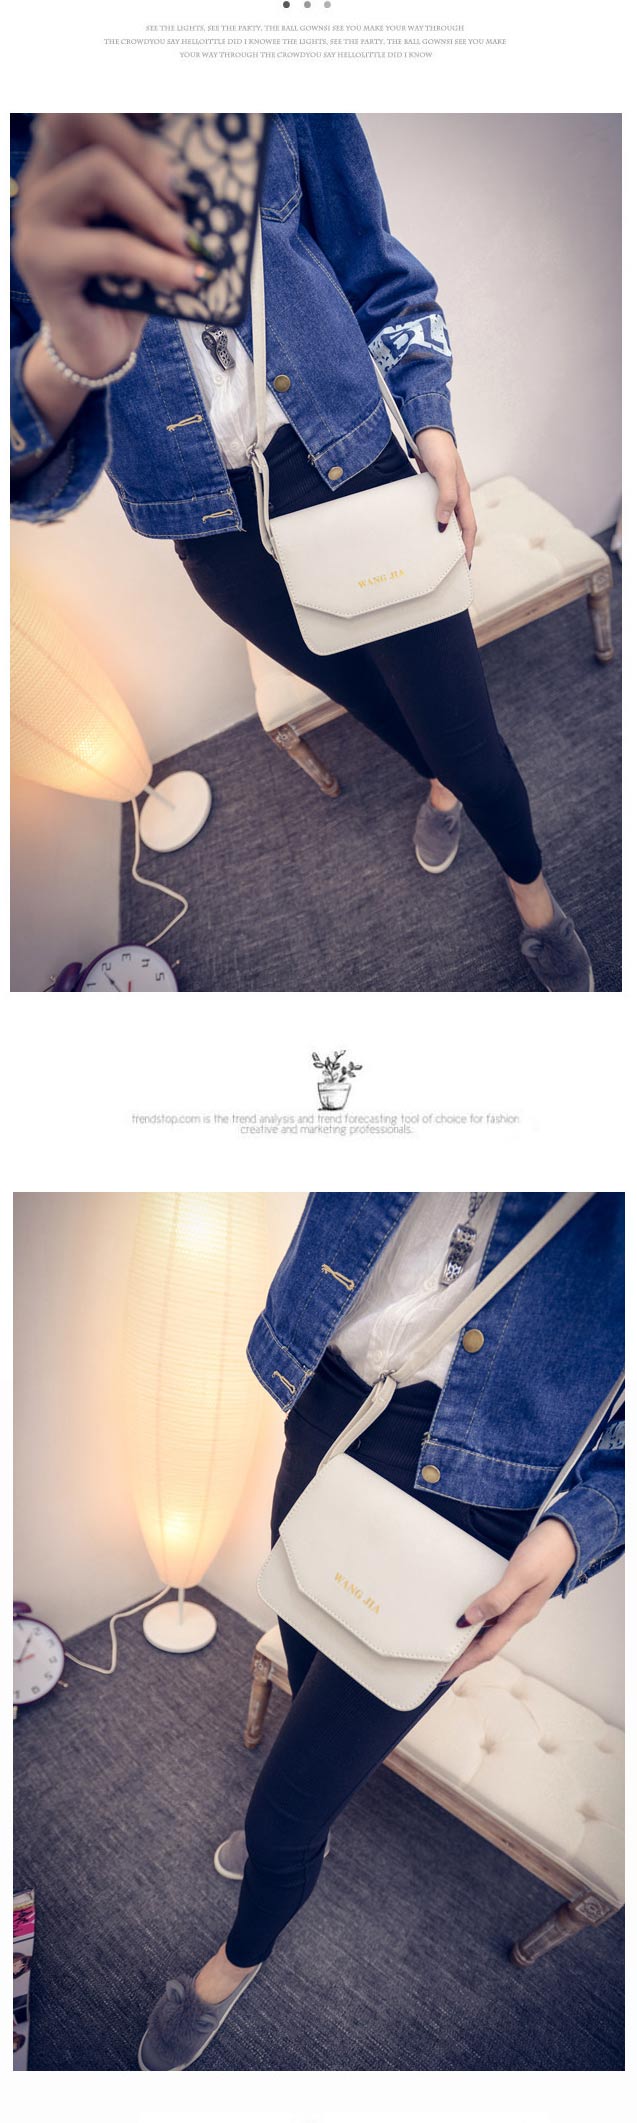 SEE THE LIGHTS, SEE THE PARTY, THE BALL GOWNSI SEE YOU MAKE YOUR WAY THROUGH
THE CROWDYOU SAY HELLOITTLE DID I KNOWEE THE LIGHTS, SEE THE PARTY, THE BALL GOWNSI SEE YOU MAKE
YOUR WAY THROUGH THE CROWDYOU SAY HELLOLITTLE DID I KNOW
WANG JIA
trendstop.com is the trend analysis and trend forecasting tool of choice for fashion
creative and marketing professionals.
WANG JIA